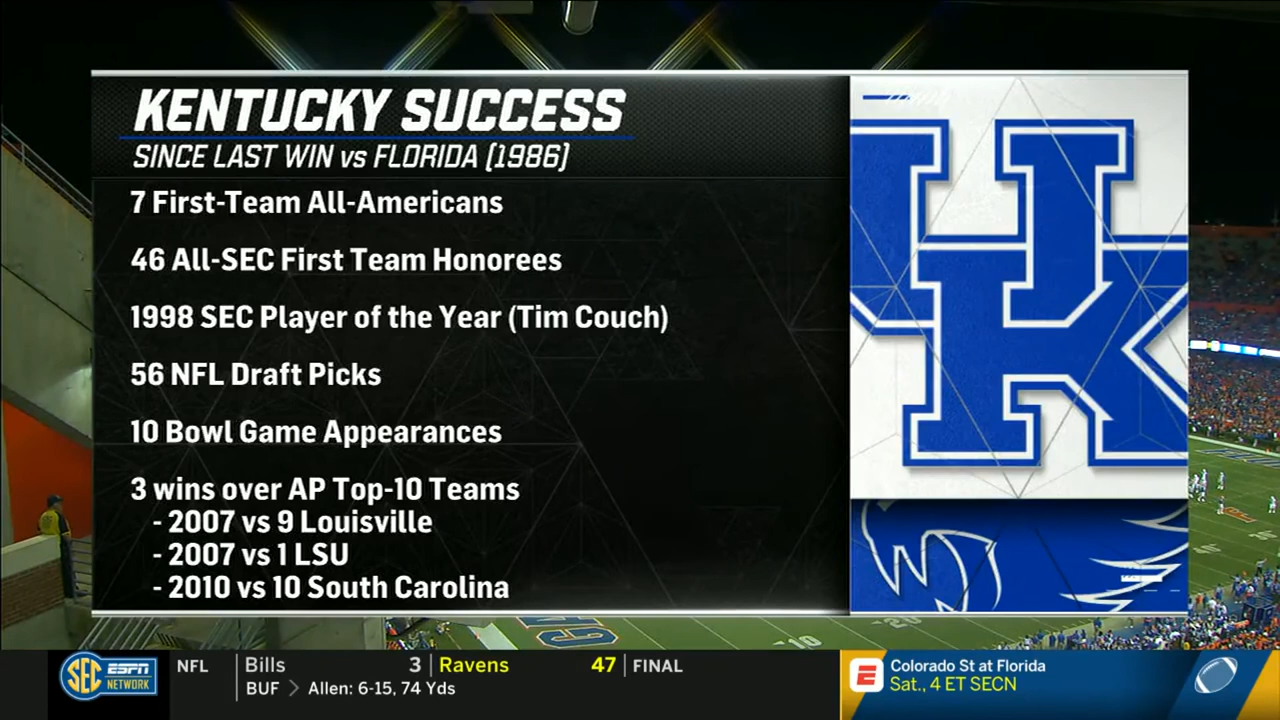 KENTUCKY SUCCESS
SINCE LAST WIN vs FLORIDA (1986)
7 First-Team All-Americans
46 All-SEC First Team Honorees
1998 SEC Player of the Year (Tim Couch)
56 NFL Draft Picks
10 Bowl Game Appearances
3 wins over AP Top-10 Teams
- 2007 vs 9 Louisville
- 2007 vs 1 LSU
- 2010 vs 10 South Carolina
UK
SEC ESPN NETWORK
NFL Bills 3 Ravens 47 FINAL
BUF > Allen: 6-15, 74 Yds
E Colorado St at Florida
Sat., 4 ET SECN